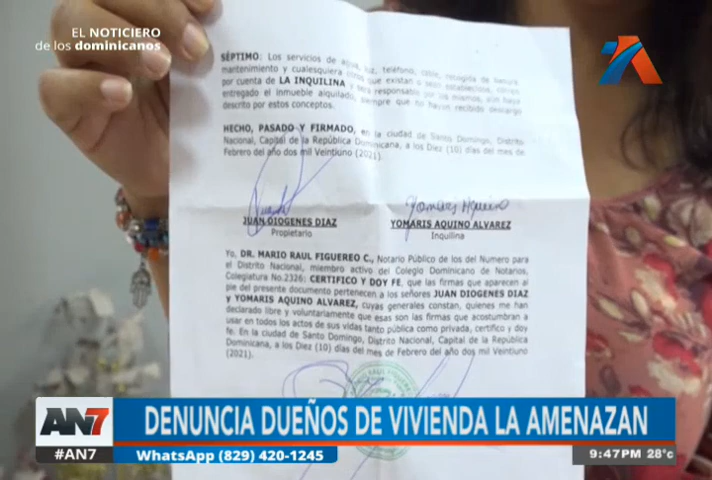 EL NOTICIERO
de los dominicanos
SÉPTIMO: Los servicios de agua, luz, teléfono, cable, recogida de basura,
mantenimiento y cualesquiera otros que existan o sean establecidos, corren
por cuenta de LA INQUILINA y será responsable por los mismos, aún haya
entregado el inmueble alquilado, siempre que no hayan recibido descargo
descrito por estos conceptos.
HECHO, PASADO Y FIRMADO, en la ciudad de Santo Domingo, Distrito
Nacional, Capital de la República Dominicana, a los Diez (10) días del mes de
Febrero del año dos mil Veintiuno (2021).
Yomaris Aquino
JUAN DIOGENES DIAZ
Propietario
YOMARIS AQUINO ALVAREZ
Inquilina
Yo, DR. MARIO RAUL FIGUEREO C., Notario Público de los del Numero para
el Distrito Nacional, miembro activo del Colegio Dominicano de Notarios,
Colegiatura No.2326: CERTIFICO Y DOY FE, que las firmas que aparecen al
pie del presente documento pertenecen a los señores JUAN DIOGENES DIAZ
Y YOMARIS AQUINO ALVAREZ, cuyas generales constan, quienes me han
declarado libre y voluntariamente que esas son las firmas que acostumbran a
usar en todos los actos de sus vidas tanto pública como privada, certifico y doy
fe. En la ciudad de Santo Domingo, Distrito Nacional, Capital de la República
Dominicana, a los Diez (10) días del mes de Febrero del año dos mil Veintiuno
(2021).
AN7
#AN7
DENUNCIA DUEÑOS DE VIVIENDA LA AMENAZAN
WhatsApp (829) 420-1245
9:47PM 28°C